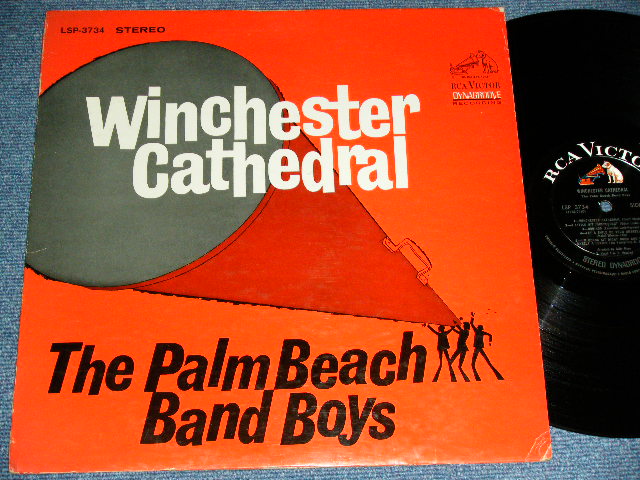 LSP-3734 STEREO
RCA VICTOR
DYNAGROOVE
RECORDING
Winchester
Cathedral
The Palm Beach
Band Boys
RCA VICTOR
WINCHESTER CATHEDRAL
The Palm Beach Band Boys
LSP 3734
STEREO DYNAGROOVE